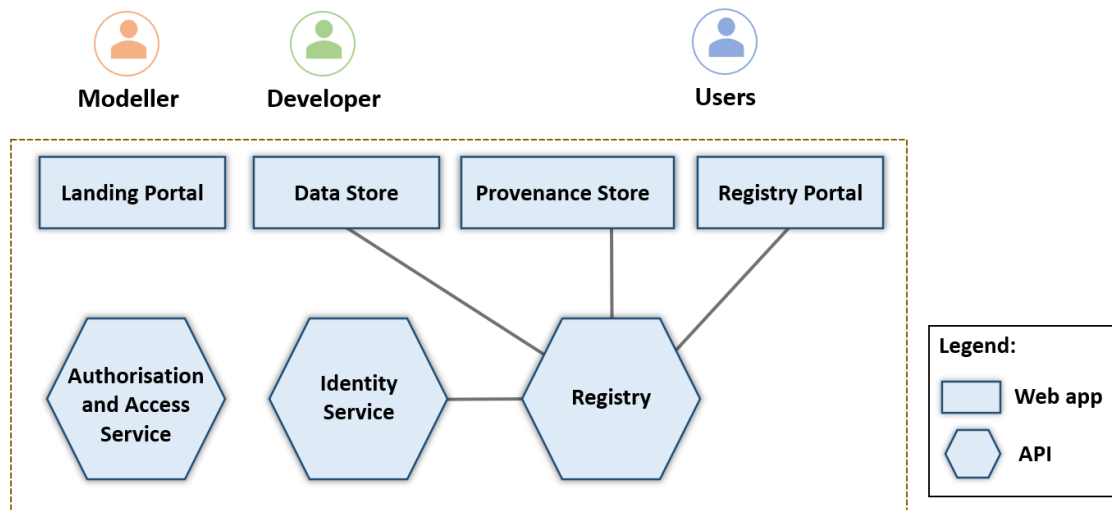 Modeller
Developer
Users
Landing Portal
Data Store
Provenance Store
Registry Portal
Authorisation
and Access
Service
Identity
Service
Registry
Legend:
Web app
API